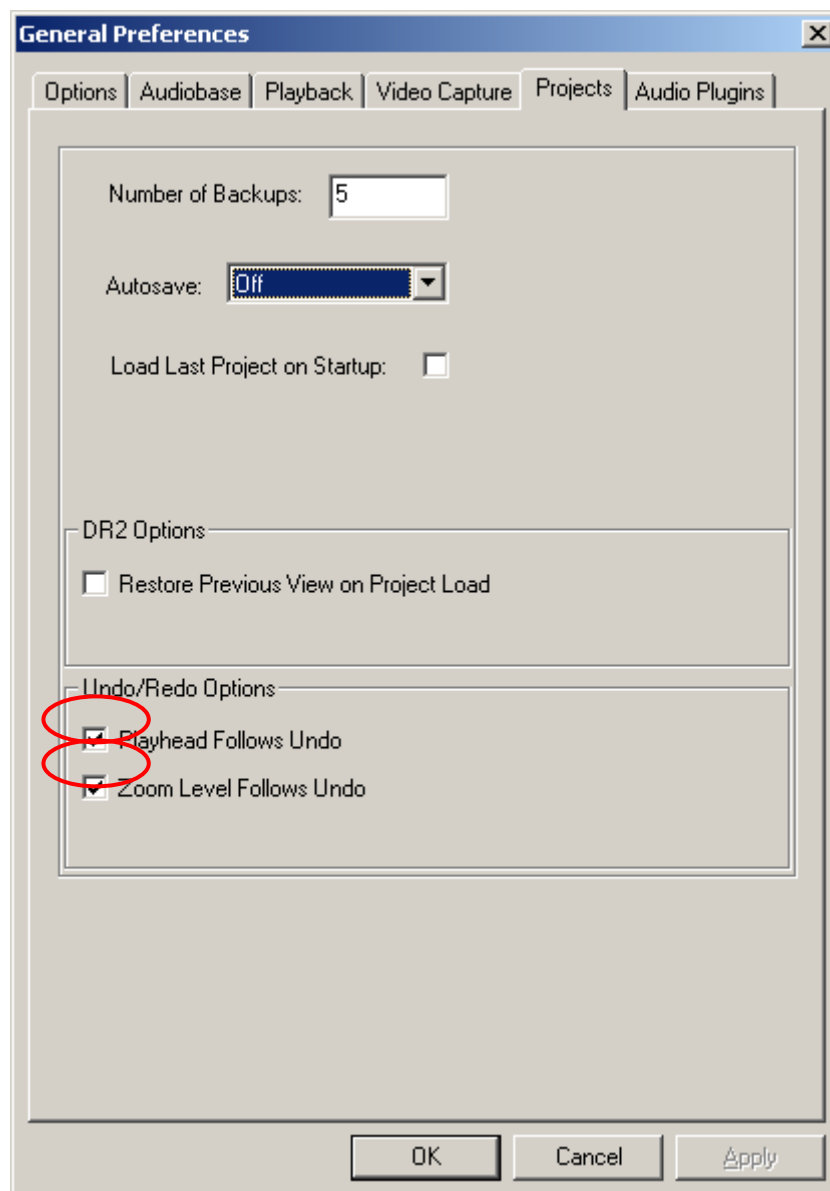 General Preferences
Options Audiobase Playback Video Capture Projects Audio Plugins
Number of Backups: 5
Autosave: Off
Load Last Project on Startup:
DR2 Options
Restore Previous View on Project Load
Undo/Redo Options
Playhead Follows Undo
Zoom Level Follows Undo
OK Cancel Apply